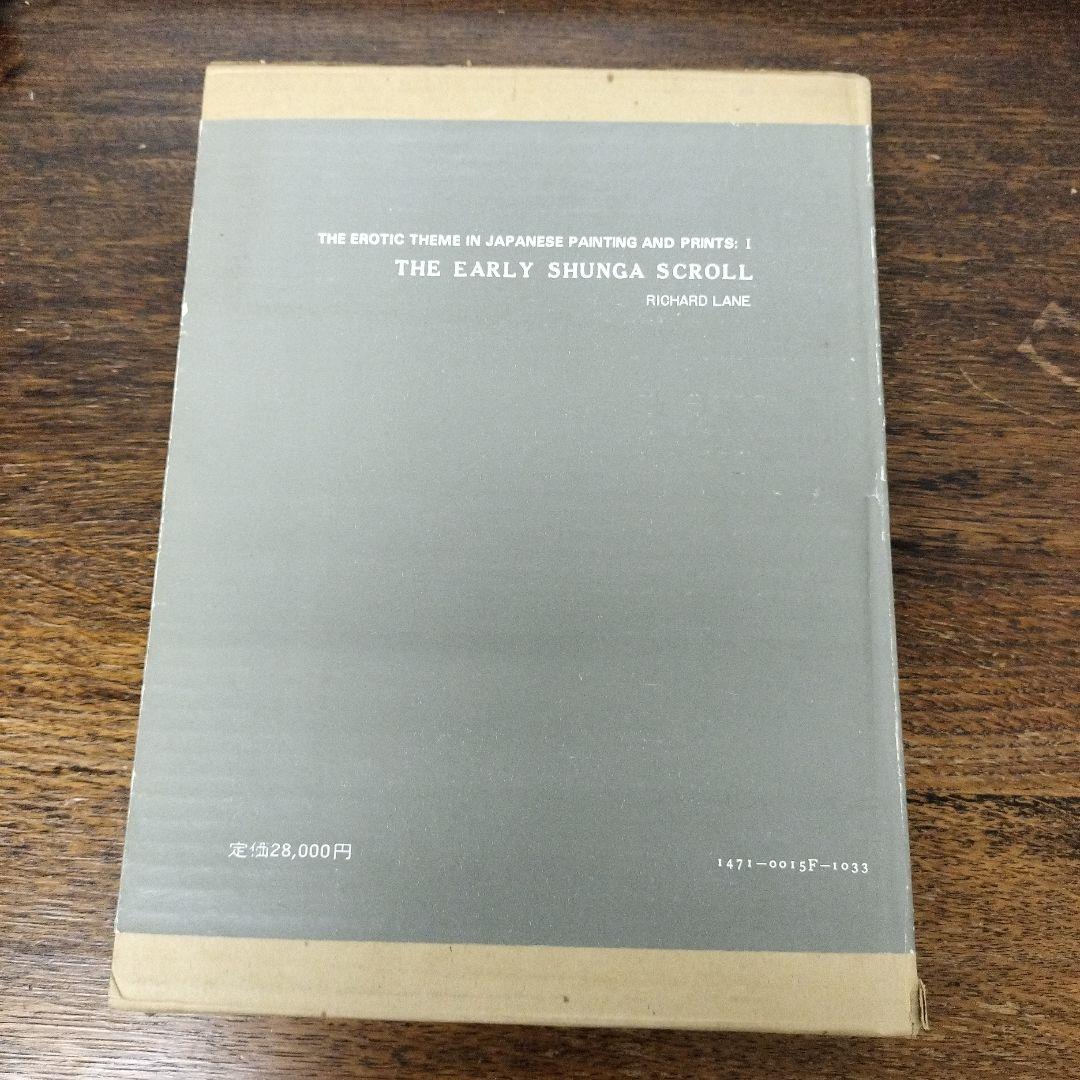 THE EROTIC THEME IN JAPANESE PAINTING AND PRINTS: I
THE EARLY SHUNGA SCROLL
RICHARD LANE
定価28,000円
1471-0015F-1033